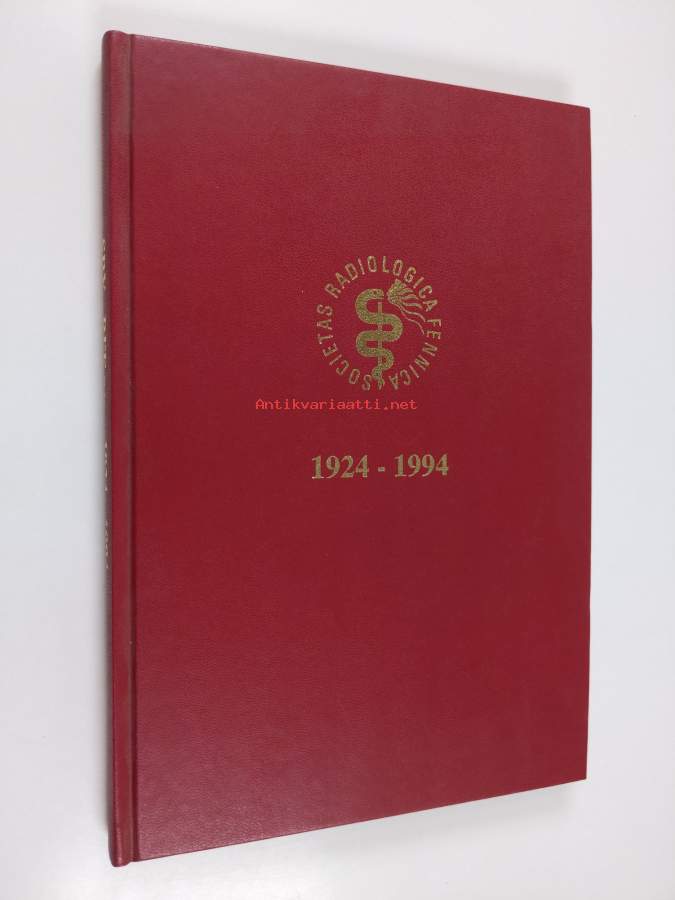 SOCIETAS RADIOLOGICA FENNICA
Antikvariaatti.net
1924 - 1994